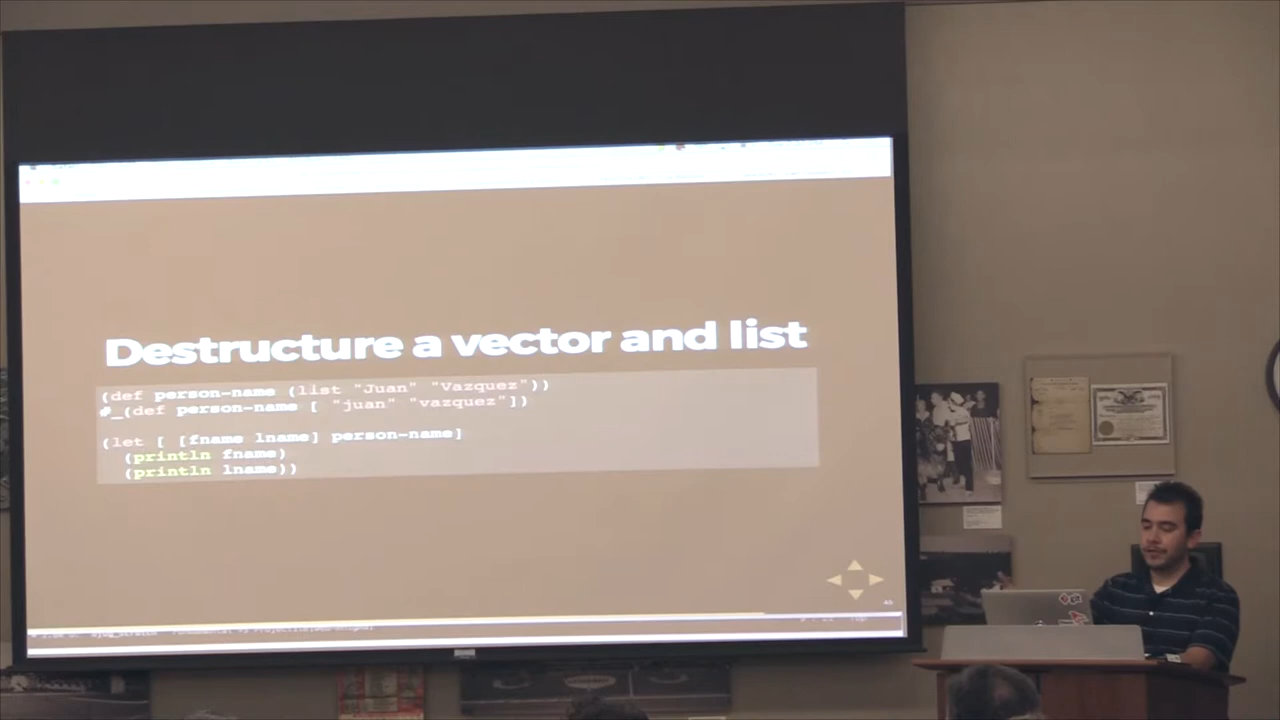 Destructure a vector and list
(def person-name (list "Juan" "Vazquez"))
#_(def person-name [ "juan" "vazquez"])
(let [ [fname lname] person-name]
(println fname)
(println lname))